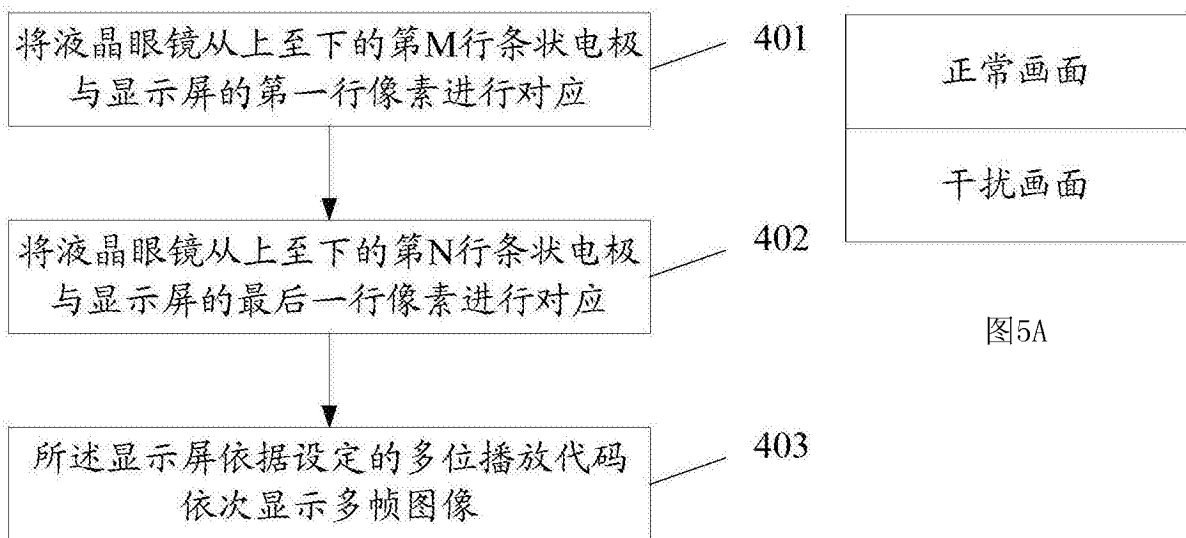 将液晶眼镜从上至下的第M行条状电极
与显示屏的第一行像素进行对应
401
将液晶眼镜从上至下的第N行条状电极
与显示屏的最后一行像素进行对应
402
所述显示屏依据设定的多位播放代码
依次显示多帧图像
403
正常画面
干扰画面
图5A